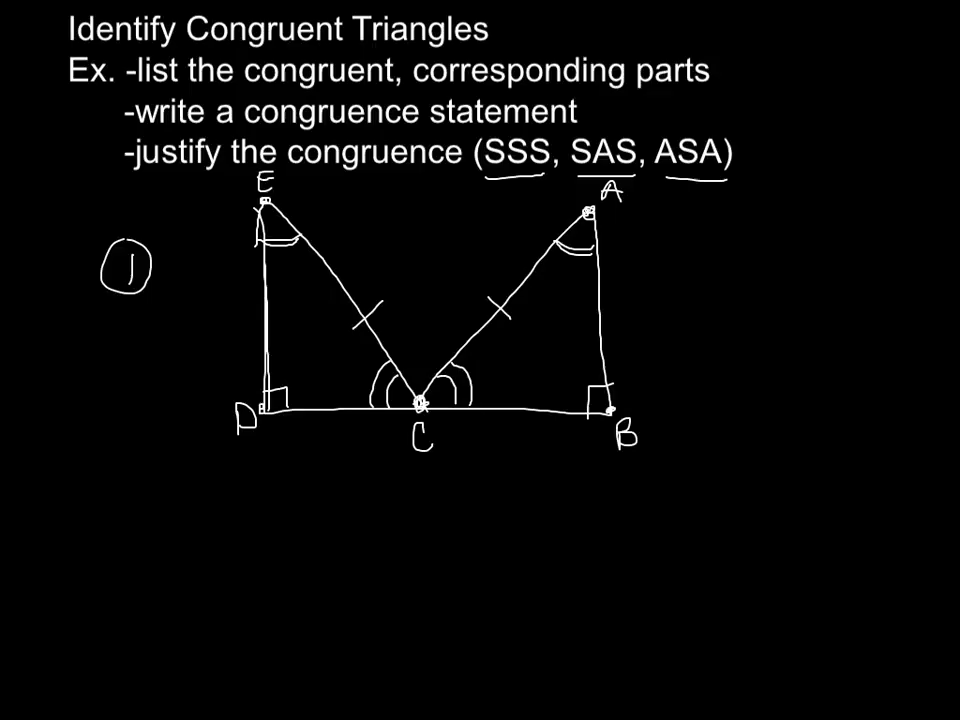 Identify Congruent Triangles
Ex. -list the congruent, corresponding parts
-write a congruence statement
-justify the congruence (SSS, SAS, ASA)
E
A
1
D
C
B